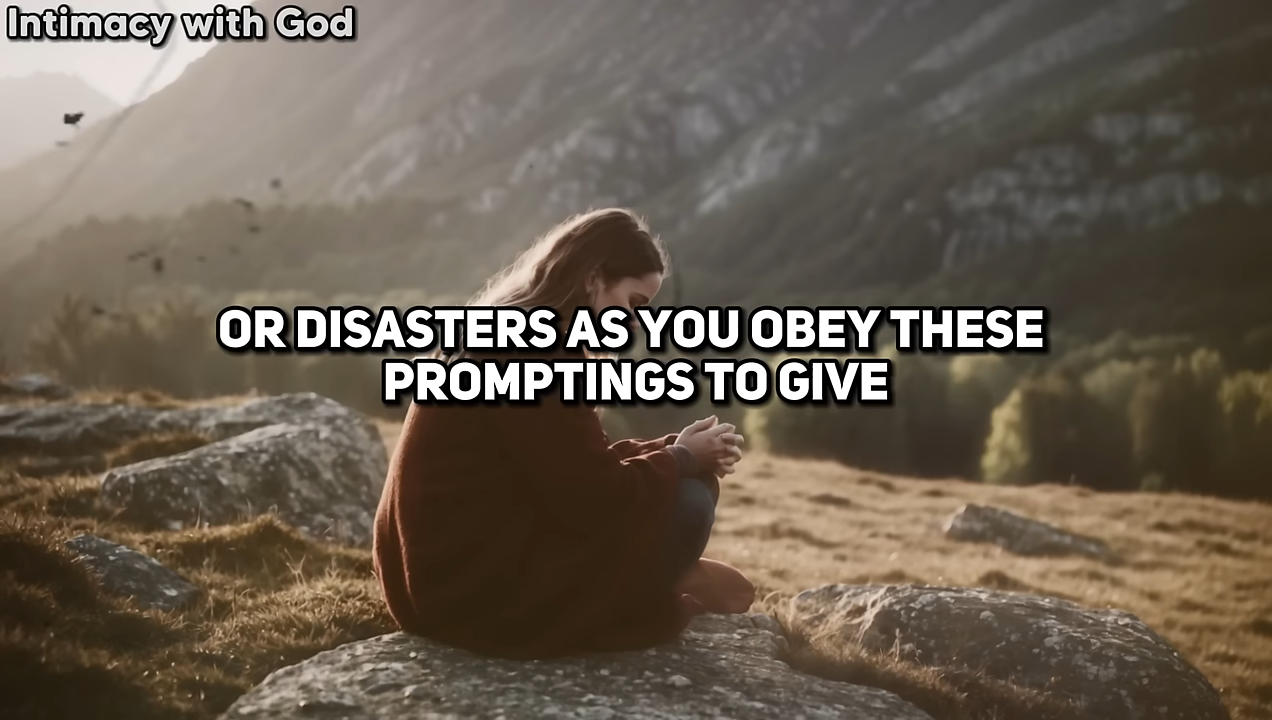 Intimacy with God
OR DISASTERS AS YOU OBEY THESE
PROMPTINGS TO GIVE